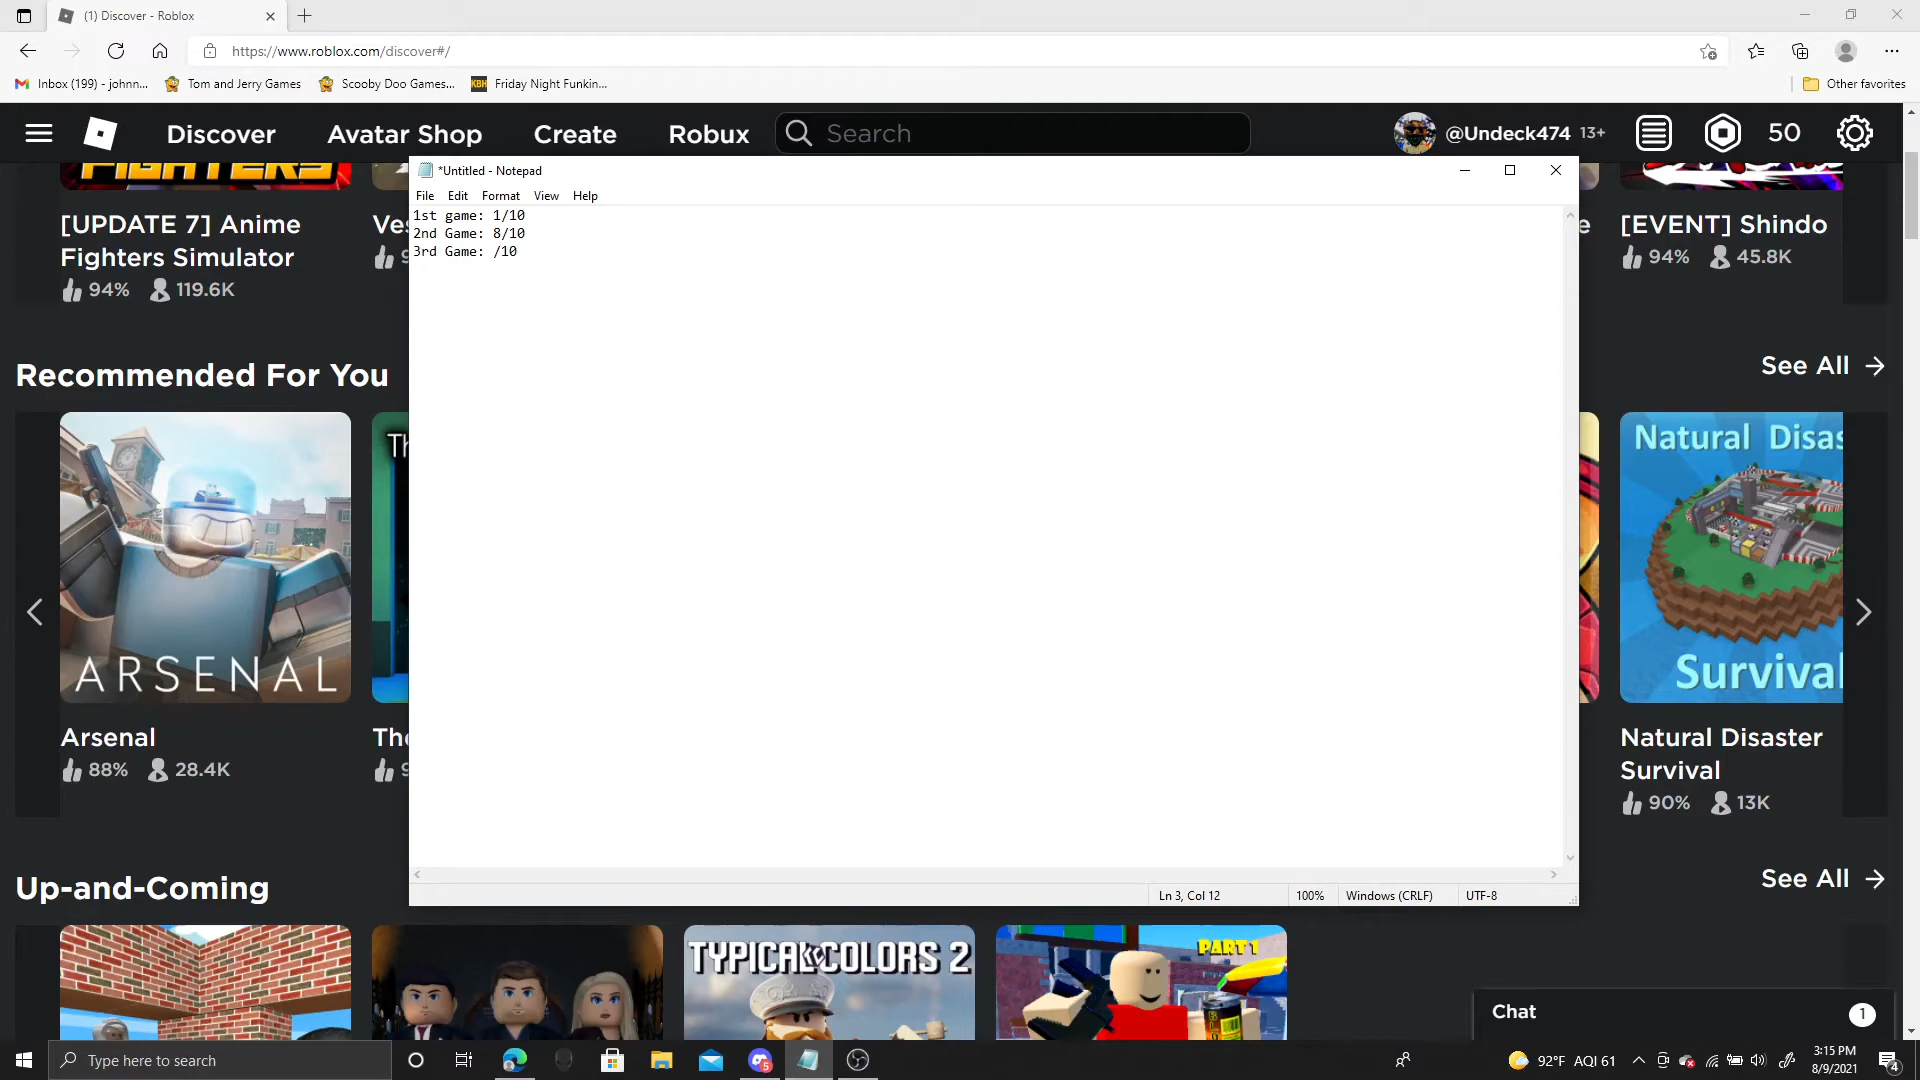 (1) Discover - Roblox
https://www.roblox.com/discover#/
Inbox (199) - johnn...
Tom and Jerry Games
Scooby Doo Games...
KBH
Friday Night Funkin...
Other favorites
Discover
Avatar Shop
Create
Robux
Search
@Undeck474 13+
50
FIGHTERS
*Untitled - Notepad
File Edit Format View Help
1st game: 1/10
2nd Game: 8/10
3rd Game: /10
[UPDATE 7] Anime
Fighters Simulator
94% 119.6K
[EVENT] Shindo
94% 45.8K
Recommended For You
See All
ARSENAL
Arsenal
88% 28.4K
Natural Disas
Survival
Natural Disaster
Survival
90% 13K
Ln 3, Col 12
100%
Windows (CRLF)
UTF-8
Up-and-Coming
See All
TYPICAL COLORS 2
PART 1
Chat
1
Type here to search
5
92°F AQI 61
3:15 PM
8/9/2021
4